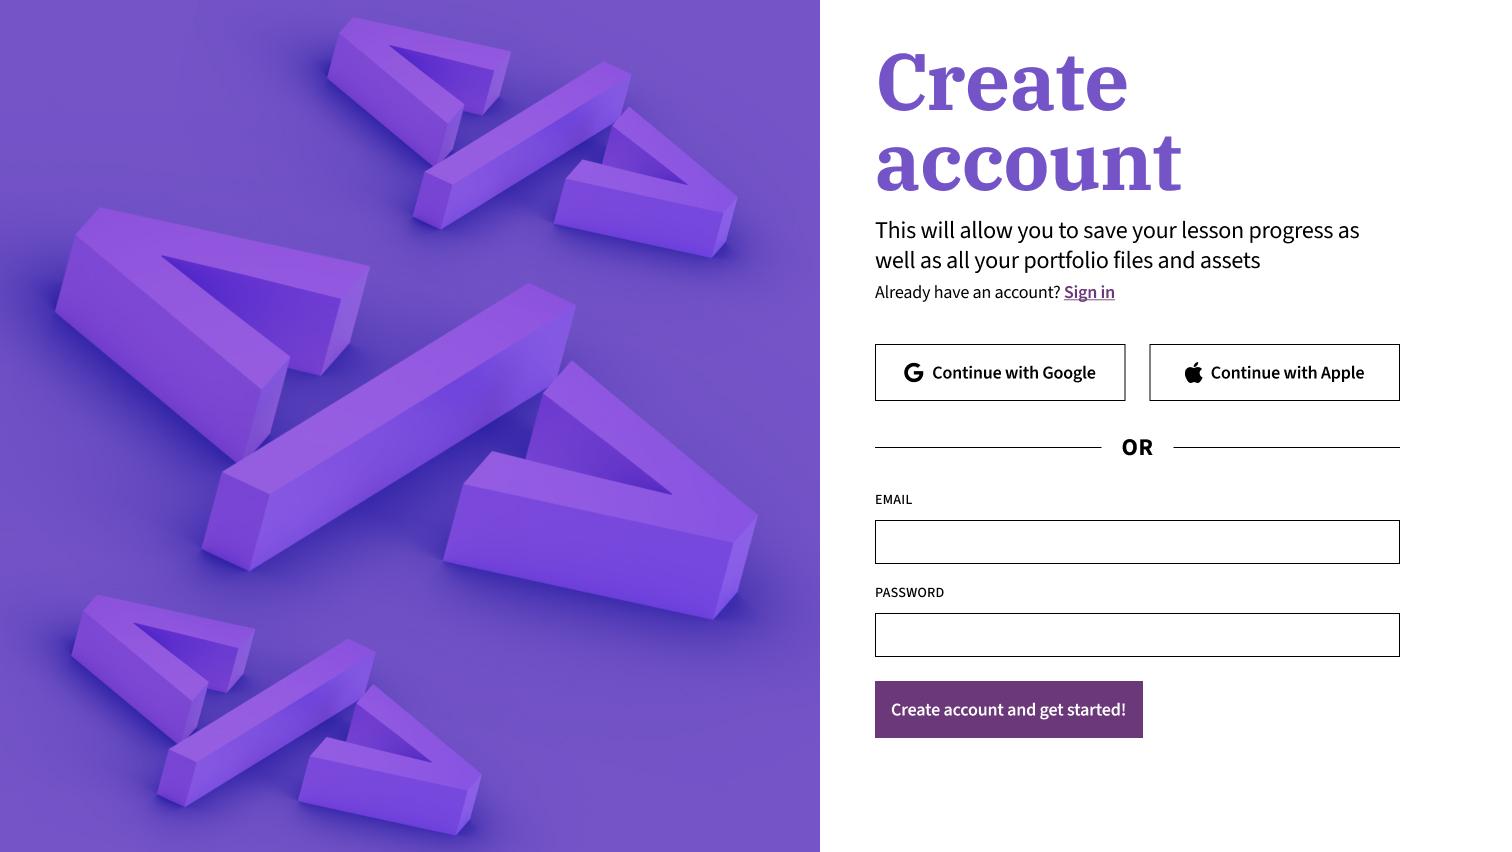 Create
account
This will allow you to save your lesson progress as
well as all your portfolio files and assets
Already have an account? Sign in
Continue with Google
Continue with Apple
OR
EMAIL
PASSWORD
Create account and get started!